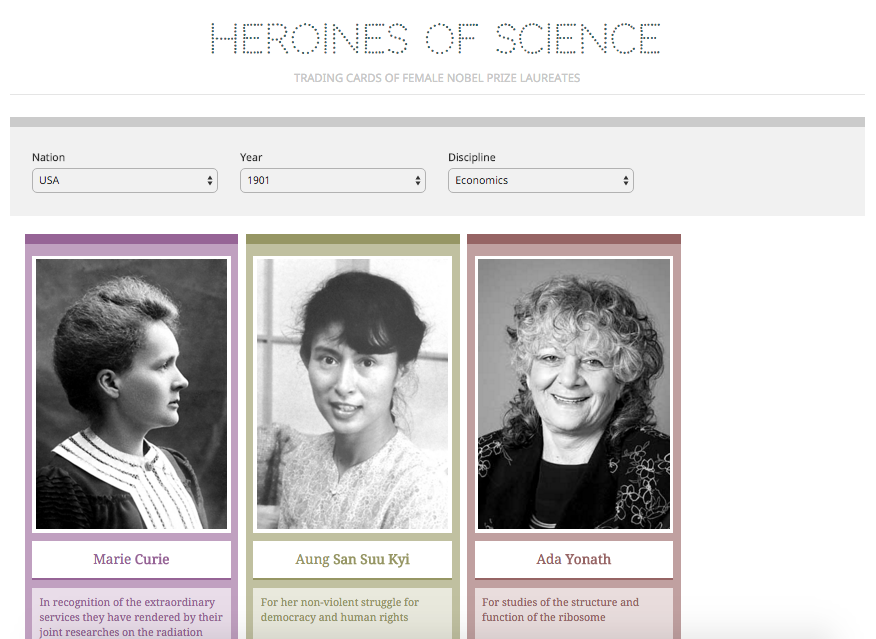 HEROINES OF SCIENCE
TRADING CARDS OF FEMALE NOBEL PRIZE LAUREATES
Nation Year Discipline
USA 1901 Economics
Marie Curie
In recognition of the extraordinary
services they have rendered by their
joint researches on the radiation
Aung San Suu Kyi
For her non-violent struggle for
democracy and human rights
Ada Yonath
For studies of the structure and
function of the ribosome